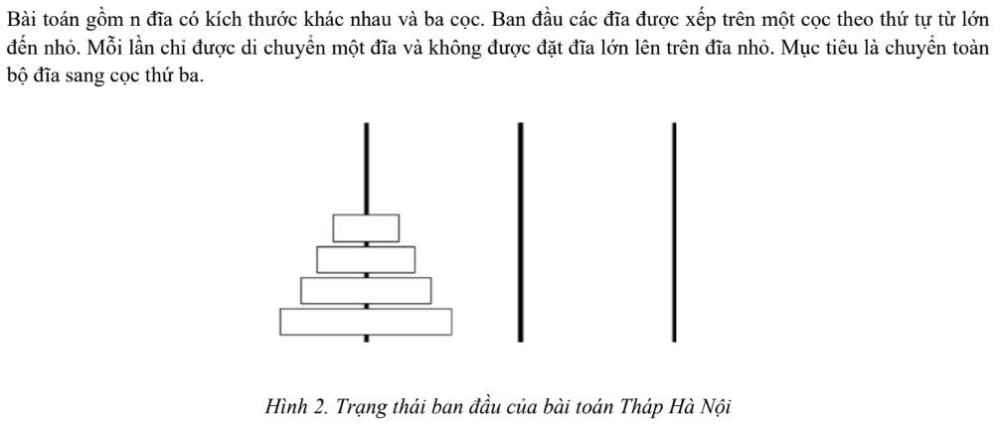 Bài toán gồm n đĩa có kích thước khác nhau và ba cọc. Ban đầu các đĩa được xếp trên một cọc theo thứ tự từ lớn
đến nhỏ. Mỗi lần chỉ được di chuyển một đĩa và không được đặt đĩa lớn lên trên đĩa nhỏ. Mục tiêu là chuyển toàn
bộ đĩa sang cọc thứ ba.
Hình 2. Trạng thái ban đầu của bài toán Tháp Hà Nội